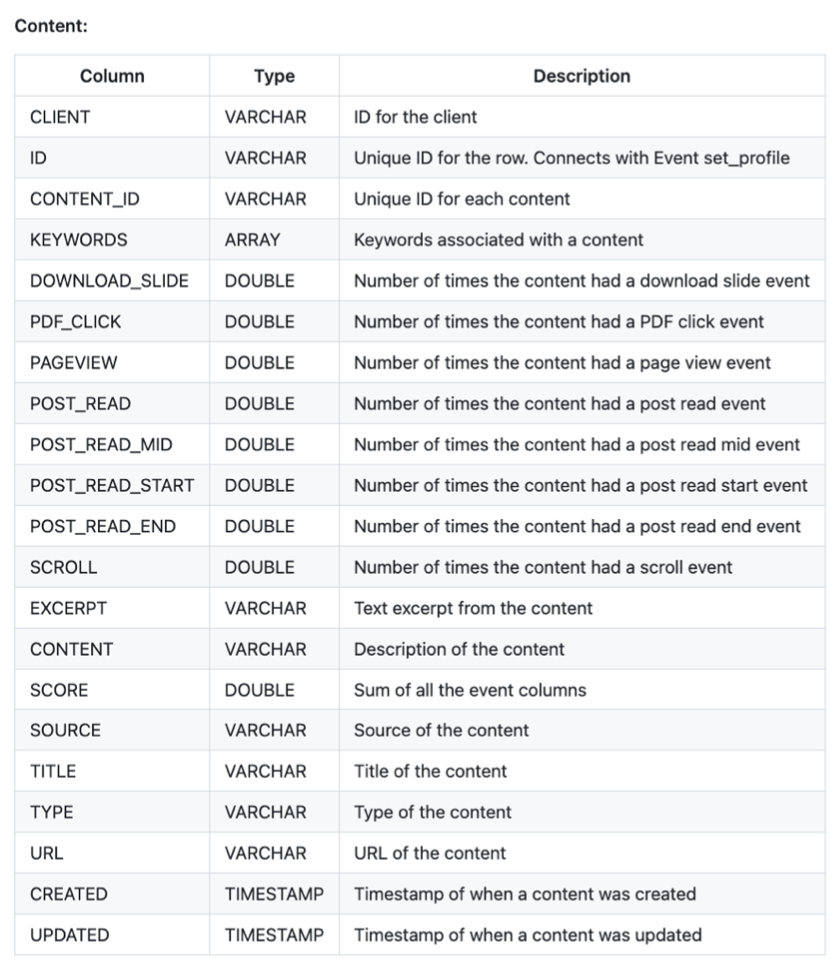 Content:
Column Type Description
CLIENT VARCHAR ID for the client
ID VARCHAR Unique ID for the row. Connects with Event set_profile
CONTENT_ID VARCHAR Unique ID for each content
KEYWORDS ARRAY Keywords associated with a content
DOWNLOAD_SLIDE DOUBLE Number of times the content had a download slide event
PDF_CLICK DOUBLE Number of times the content had a PDF click event
PAGEVIEW DOUBLE Number of times the content had a page view event
POST_READ DOUBLE Number of times the content had a post read event
POST_READ_MID DOUBLE Number of times the content had a post read mid event
POST_READ_START DOUBLE Number of times the content had a post read start event
POST_READ_END DOUBLE Number of times the content had a post read end event
SCROLL DOUBLE Number of times the content had a scroll event
EXCERPT VARCHAR Text excerpt from the content
CONTENT VARCHAR Description of the content
SCORE DOUBLE Sum of all the event columns
SOURCE VARCHAR Source of the content
TITLE VARCHAR Title of the content
TYPE VARCHAR Type of the content
URL VARCHAR URL of the content
CREATED TIMESTAMP Timestamp of when a content was created
UPDATED TIMESTAMP Timestamp of when a content was updated